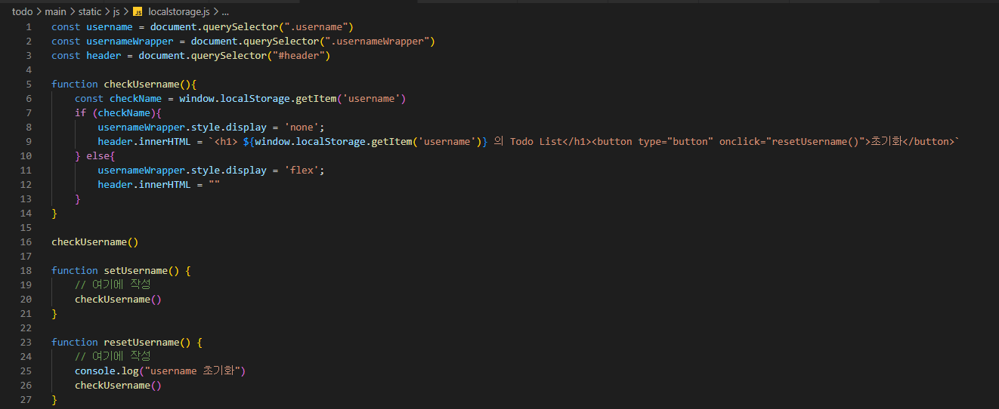 todo > main > static > js > JS localstorage.js > ...
1 const username = document.querySelector(".username")
2 const usernameWrapper = document.querySelector(".usernameWrapper")
3 const header = document.querySelector("#header")
4
5 function checkUsername(){
6     const checkName = window.localStorage.getItem('username')
7     if (checkName){
8         usernameWrapper.style.display = 'none';
9         header.innerHTML = `<h1> ${window.localStorage.getItem('username')} 의 Todo List</h1><button type="button" onclick="resetUsername()">초기화</button>`
10     } else{
11         usernameWrapper.style.display = 'flex';
12         header.innerHTML = ""
13     }
14 }
15
16 checkUsername()
17
18 function setUsername() {
19     // 여기에 작성
20     checkUsername()
21 }
22
23 function resetUsername() {
24     // 여기에 작성
25     console.log("username 초기화")
26     checkUsername()
27 }